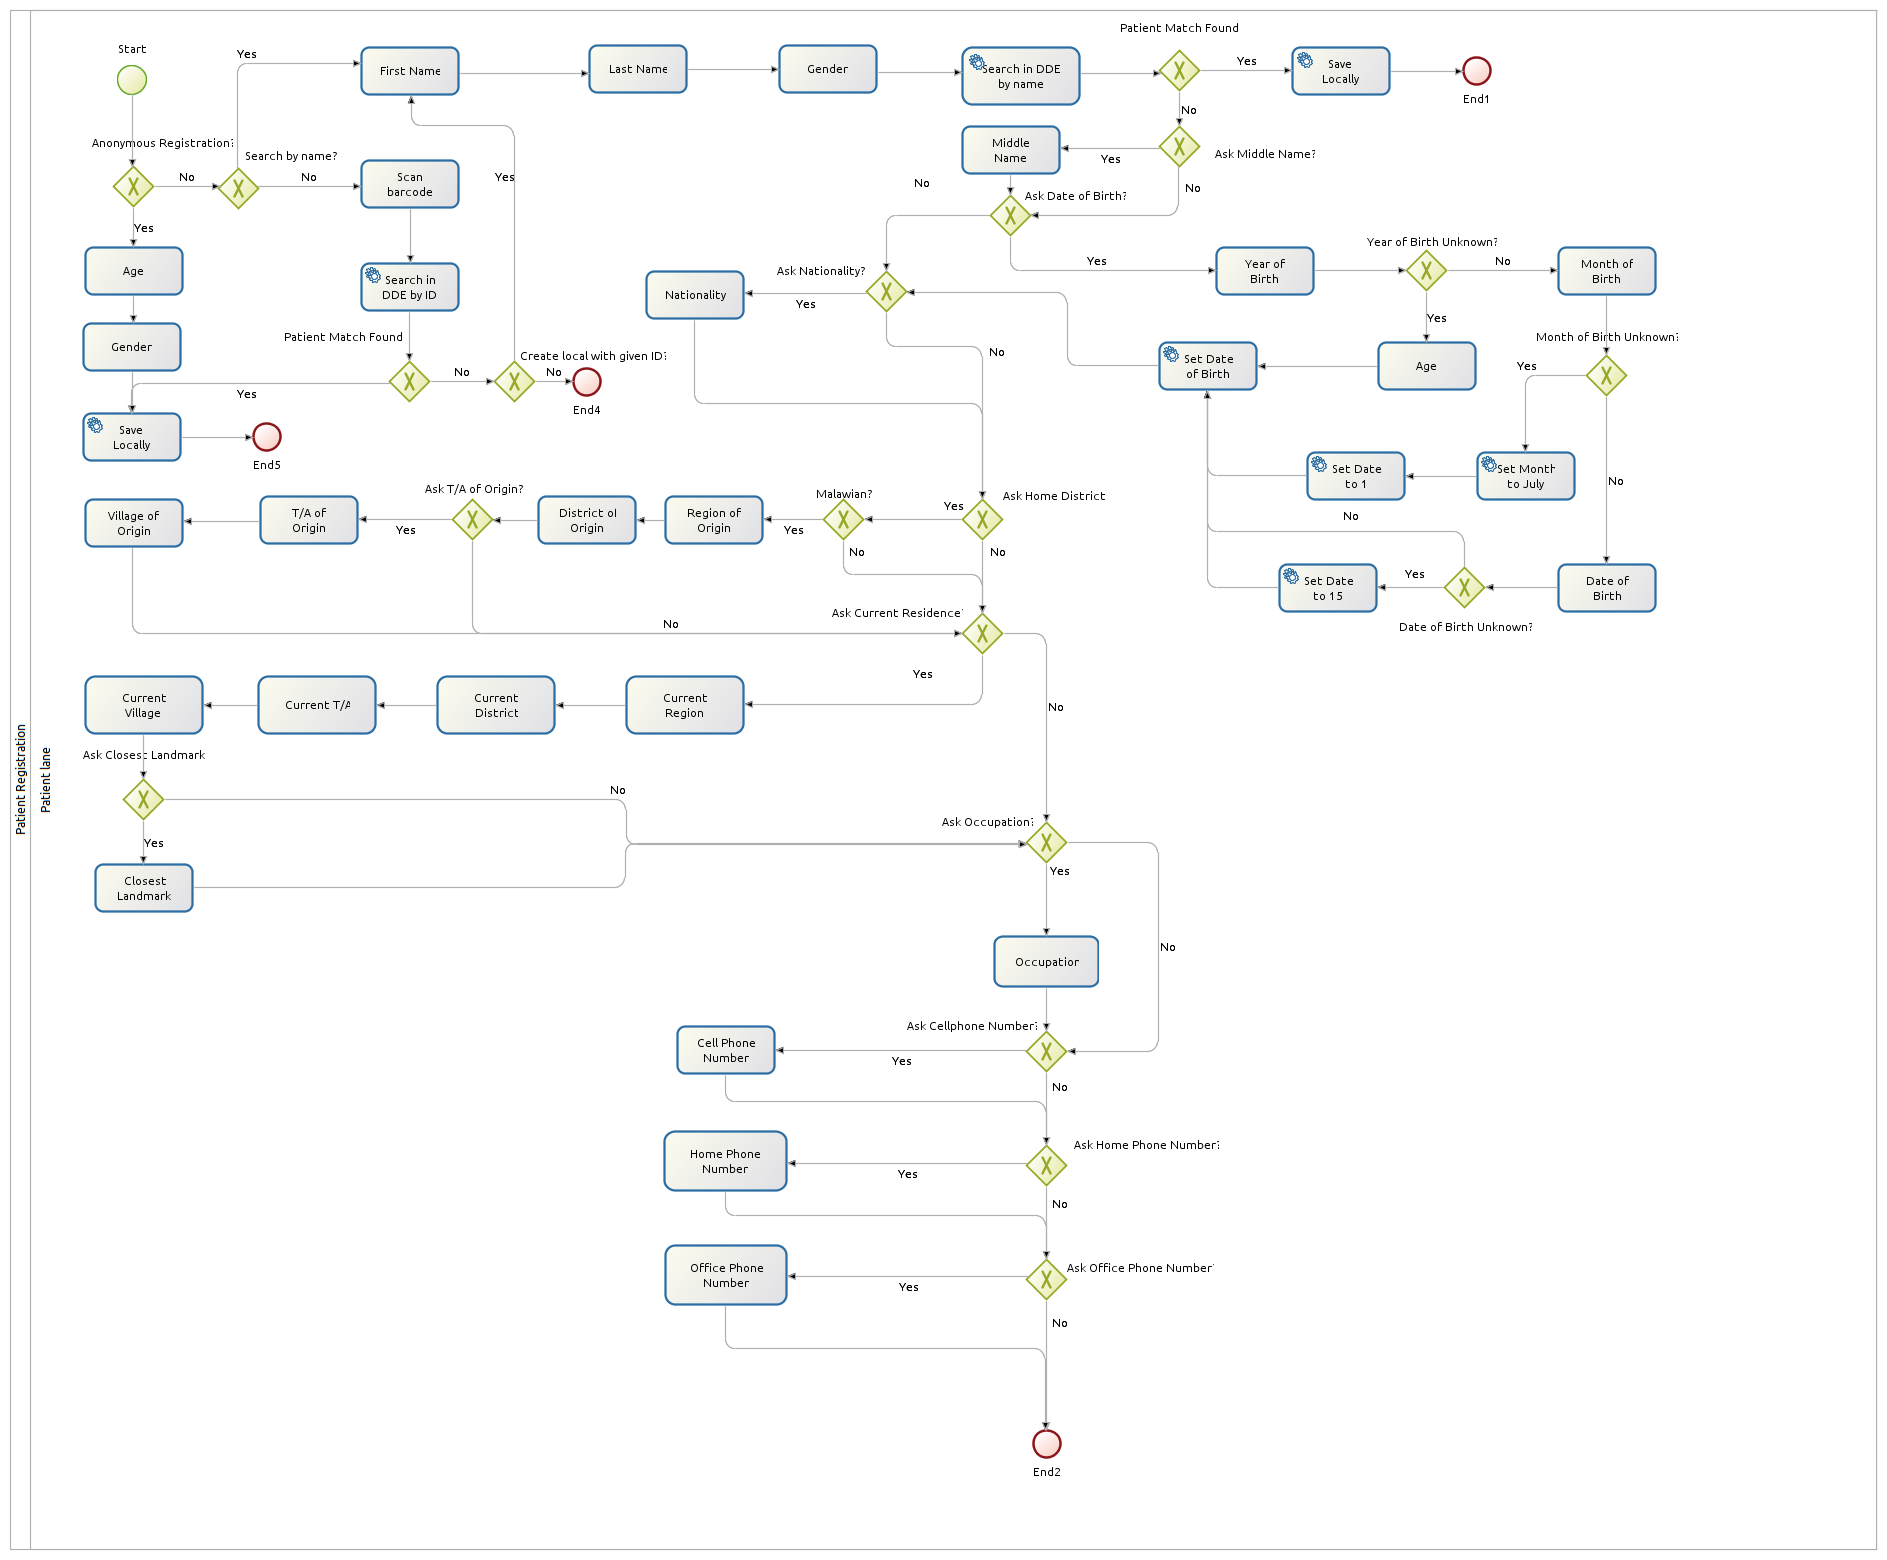 Patient Registration
Patient lane
Start
Yes
First Name
Last Name
Gender
Search in DDE
by name
Patient Match Found
Yes
Save
Locally
End1
No
Anonymous Registration?
Search by name?
No
No
Scan
barcode
Yes
Middle
Name
Yes
Ask Middle Name?
No
No
Ask Date of Birth?
Yes
Age
Search in
DDE by ID
Ask Nationality?
Nationality
Yes
Yes
Year of
Birth
Year of Birth Unknown?
No
Month of
Birth
Yes
Gender
Patient Match Found
Create local with given ID?
No
No
End4
No
Set Date
of Birth
Age
Month of Birth Unknown?
Yes
Yes
Save
Locally
End5
Set Date
to 1
Set Month
to July
No
Village of
Origin
T/A of
Origin
Ask T/A of Origin?
Yes
District of
Origin
Region of
Origin
Malawian?
Yes
Yes
Ask Home District
No
No
No
Set Date
to 15
Yes
Date of
Birth
Date of Birth Unknown?
Ask Current Residence
No
Yes
Current
Village
Current T/A
Current
District
Current
Region
No
Ask Closest Landmark
No
Yes
Closest
Landmark
Ask Occupation?
Yes
No
Occupation
Ask Cellphone Number?
Cell Phone
Number
Yes
No
Home Phone
Number
Yes
Ask Home Phone Number?
No
Office Phone
Number
Yes
Ask Office Phone Number
No
End2